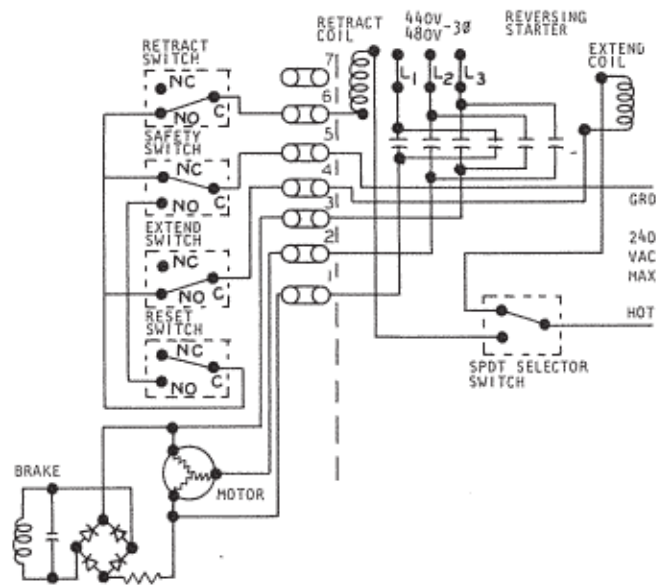 RETRACT
SWITCH
NC
NO
C
SAFETY
SWITCH
NC
NO
C
EXTEND
SWITCH
NC
NO
C
RESET
SWITCH
NC
NO
C
BRAKE
MOTOR
7
6
5
4
3
2
1
RETRACT
COIL
440V
480V -3Ø
L1
L2
L3
REVERSING
STARTER
EXTEND
COIL
GRD
240
VAC
MAX
HOT
SPDT SELECTOR
SWITCH